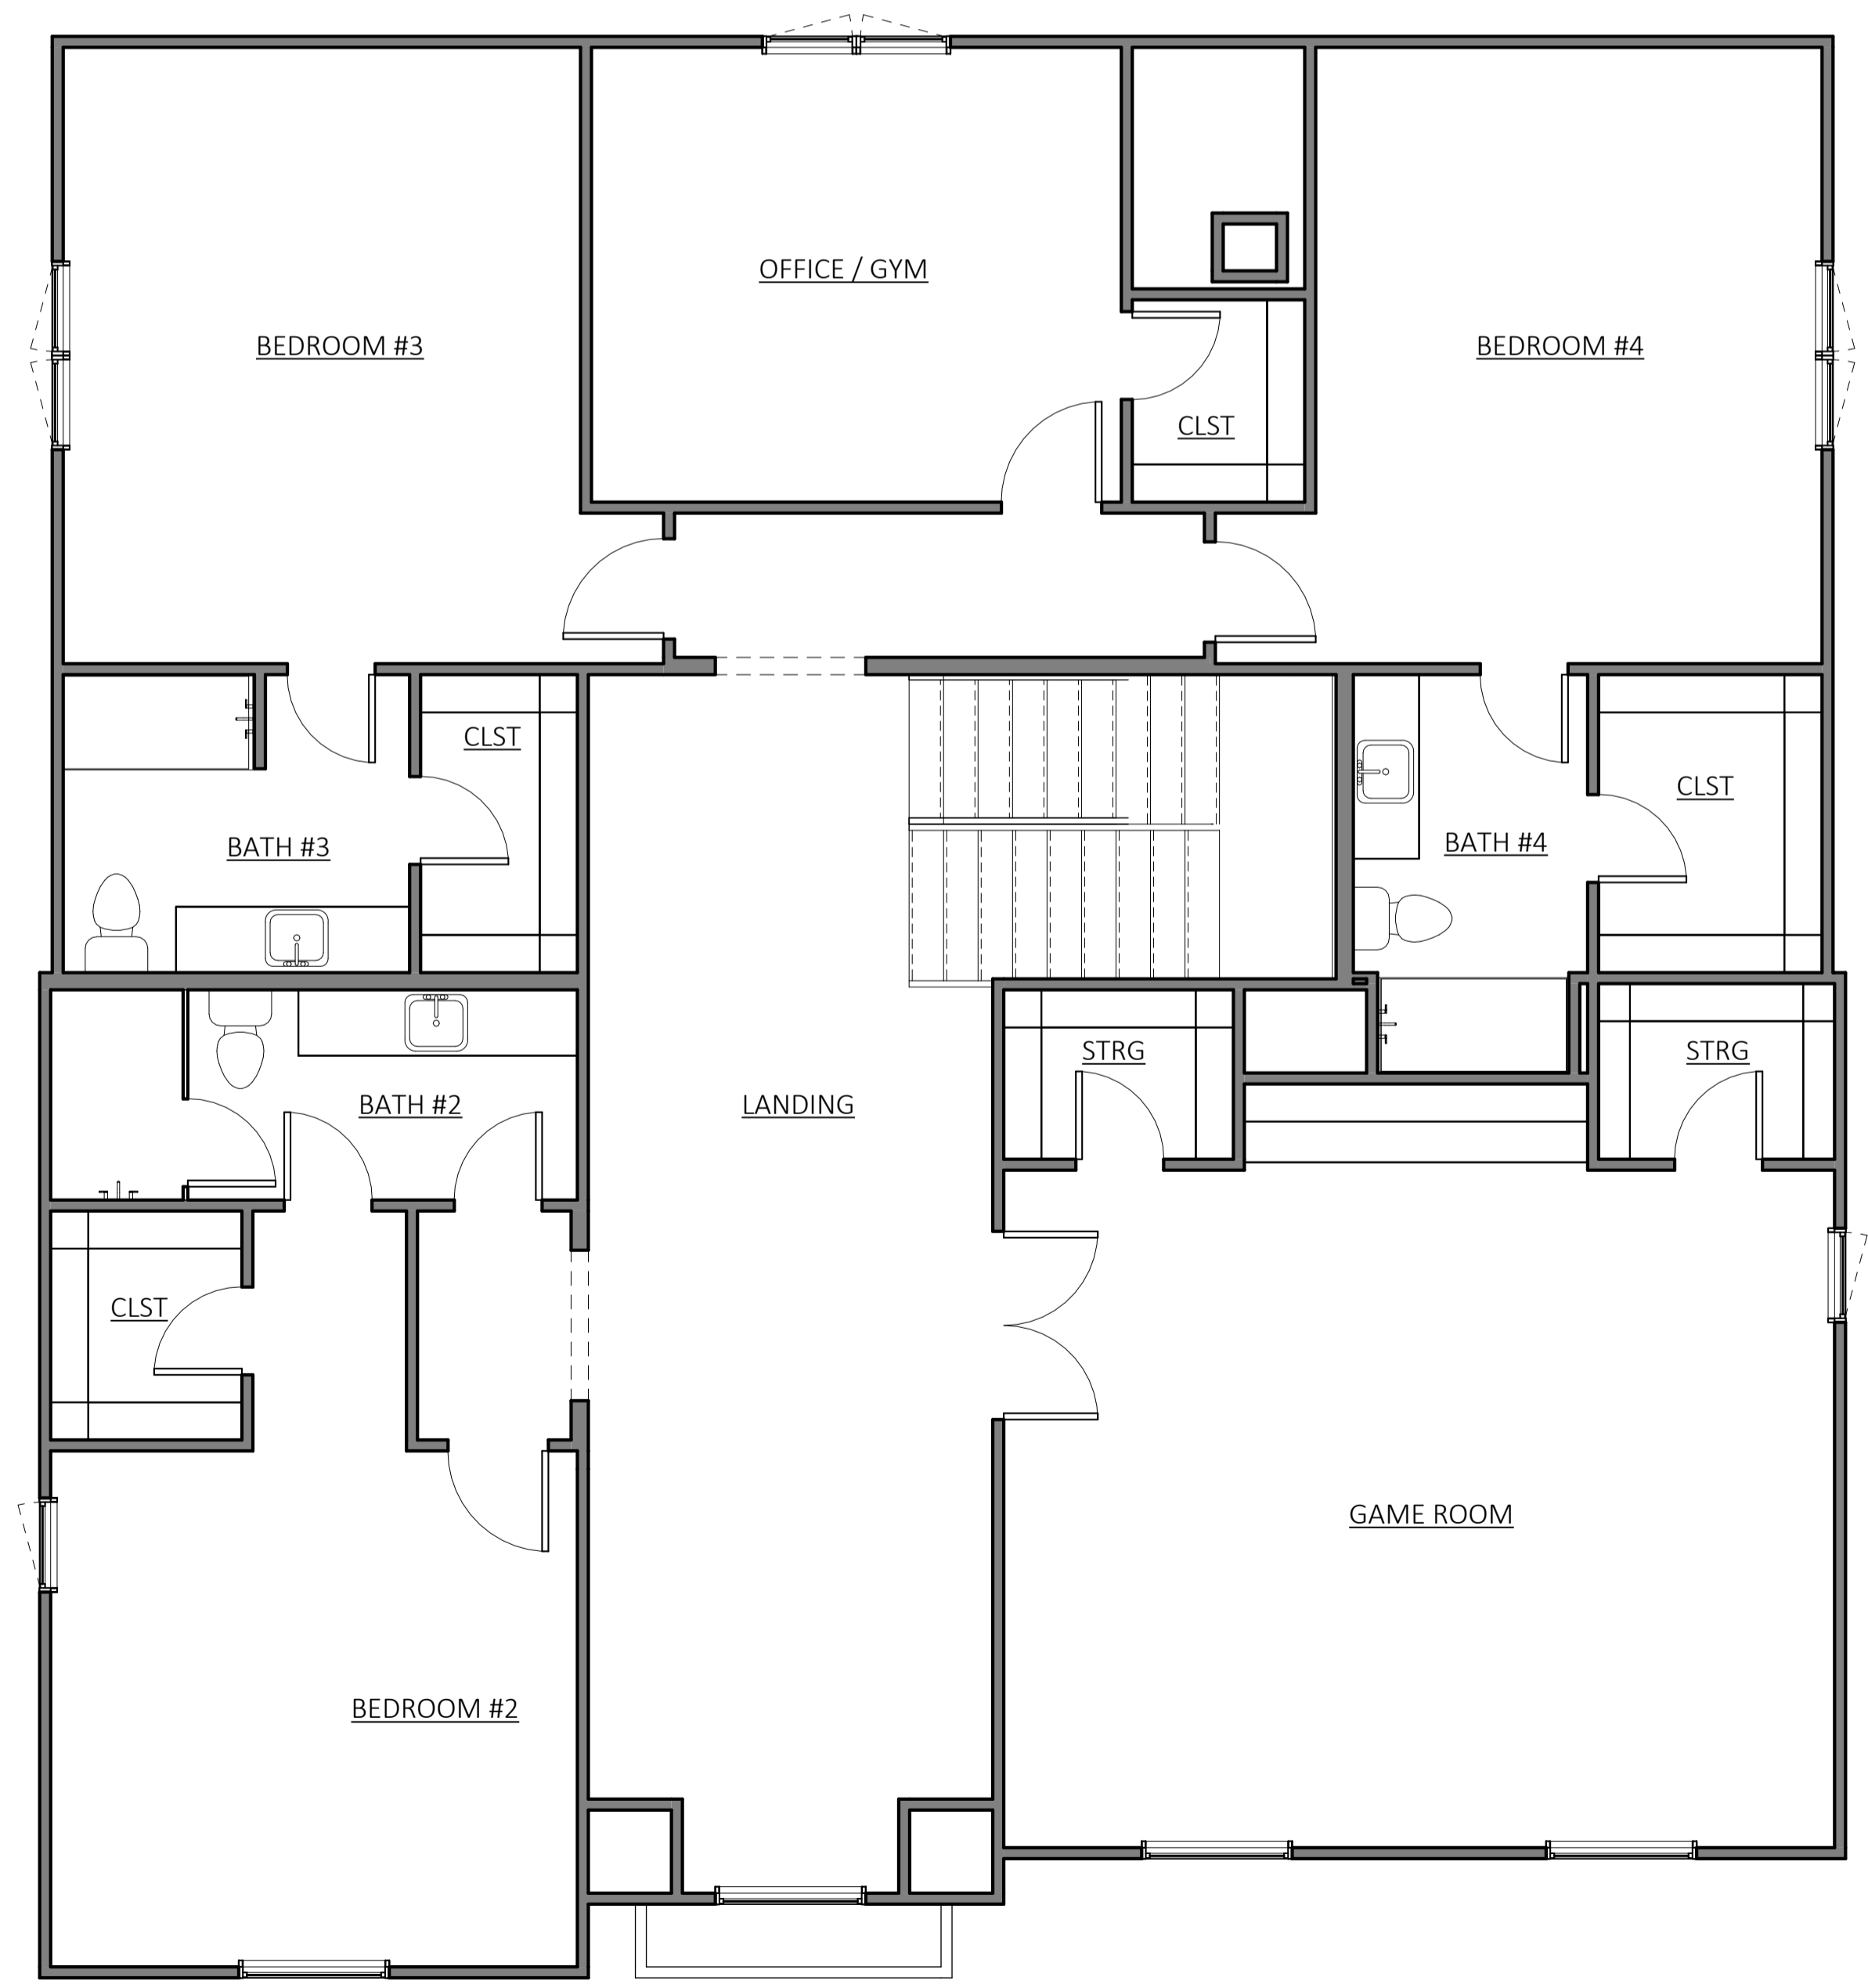 OFFICE / GYM
BEDROOM #3
BEDROOM #4
CLST
CLST
CLST
BATH #3
BATH #4
STRG
STRG
BATH #2
LANDING
CLST
GAME ROOM
BEDROOM #2